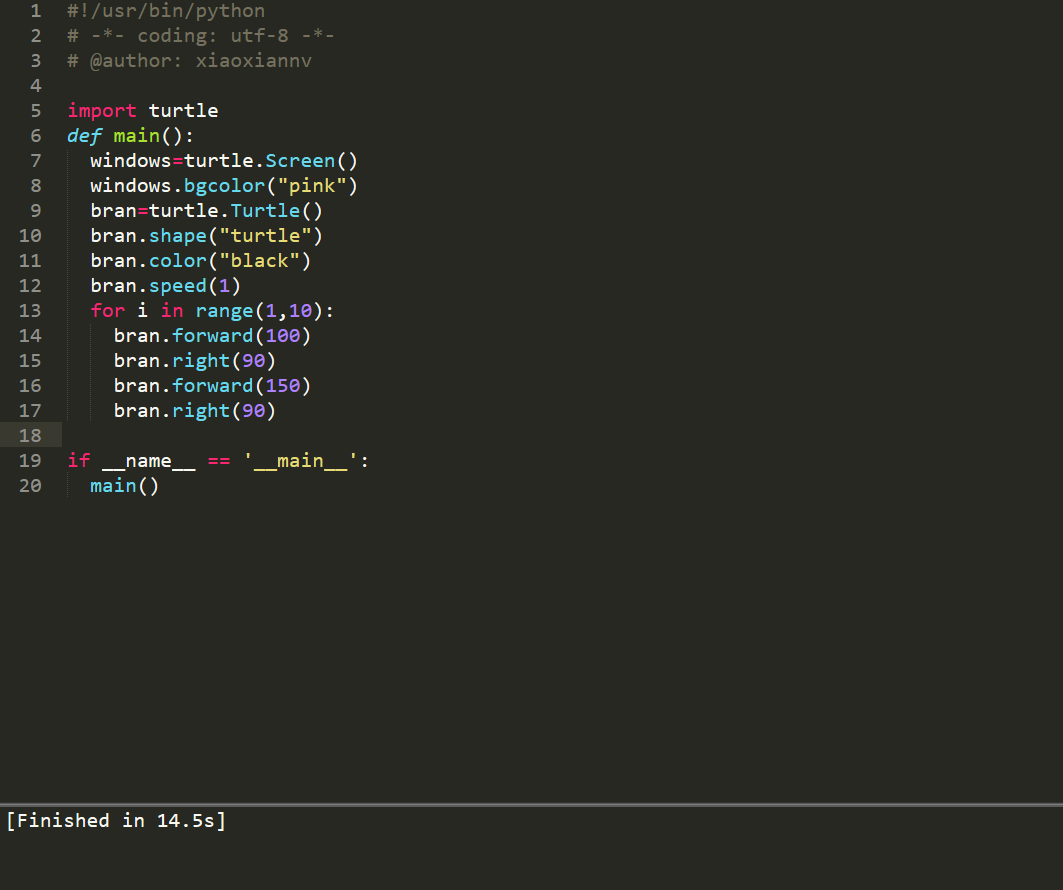 1 #!/usr/bin/python
2 # -*- coding: utf-8 -*-
3 # @author: xiaoxiannv
4
5 import turtle
6 def main():
7   windows=turtle.Screen()
8   windows.bgcolor("pink")
9   bran=turtle.Turtle()
10   bran.shape("turtle")
11   bran.color("black")
12   bran.speed(1)
13   for i in range(1,10):
14     bran.forward(100)
15     bran.right(90)
16     bran.forward(150)
17     bran.right(90)
18
19 if __name__ == '__main__':
20   main()
[Finished in 14.5s]